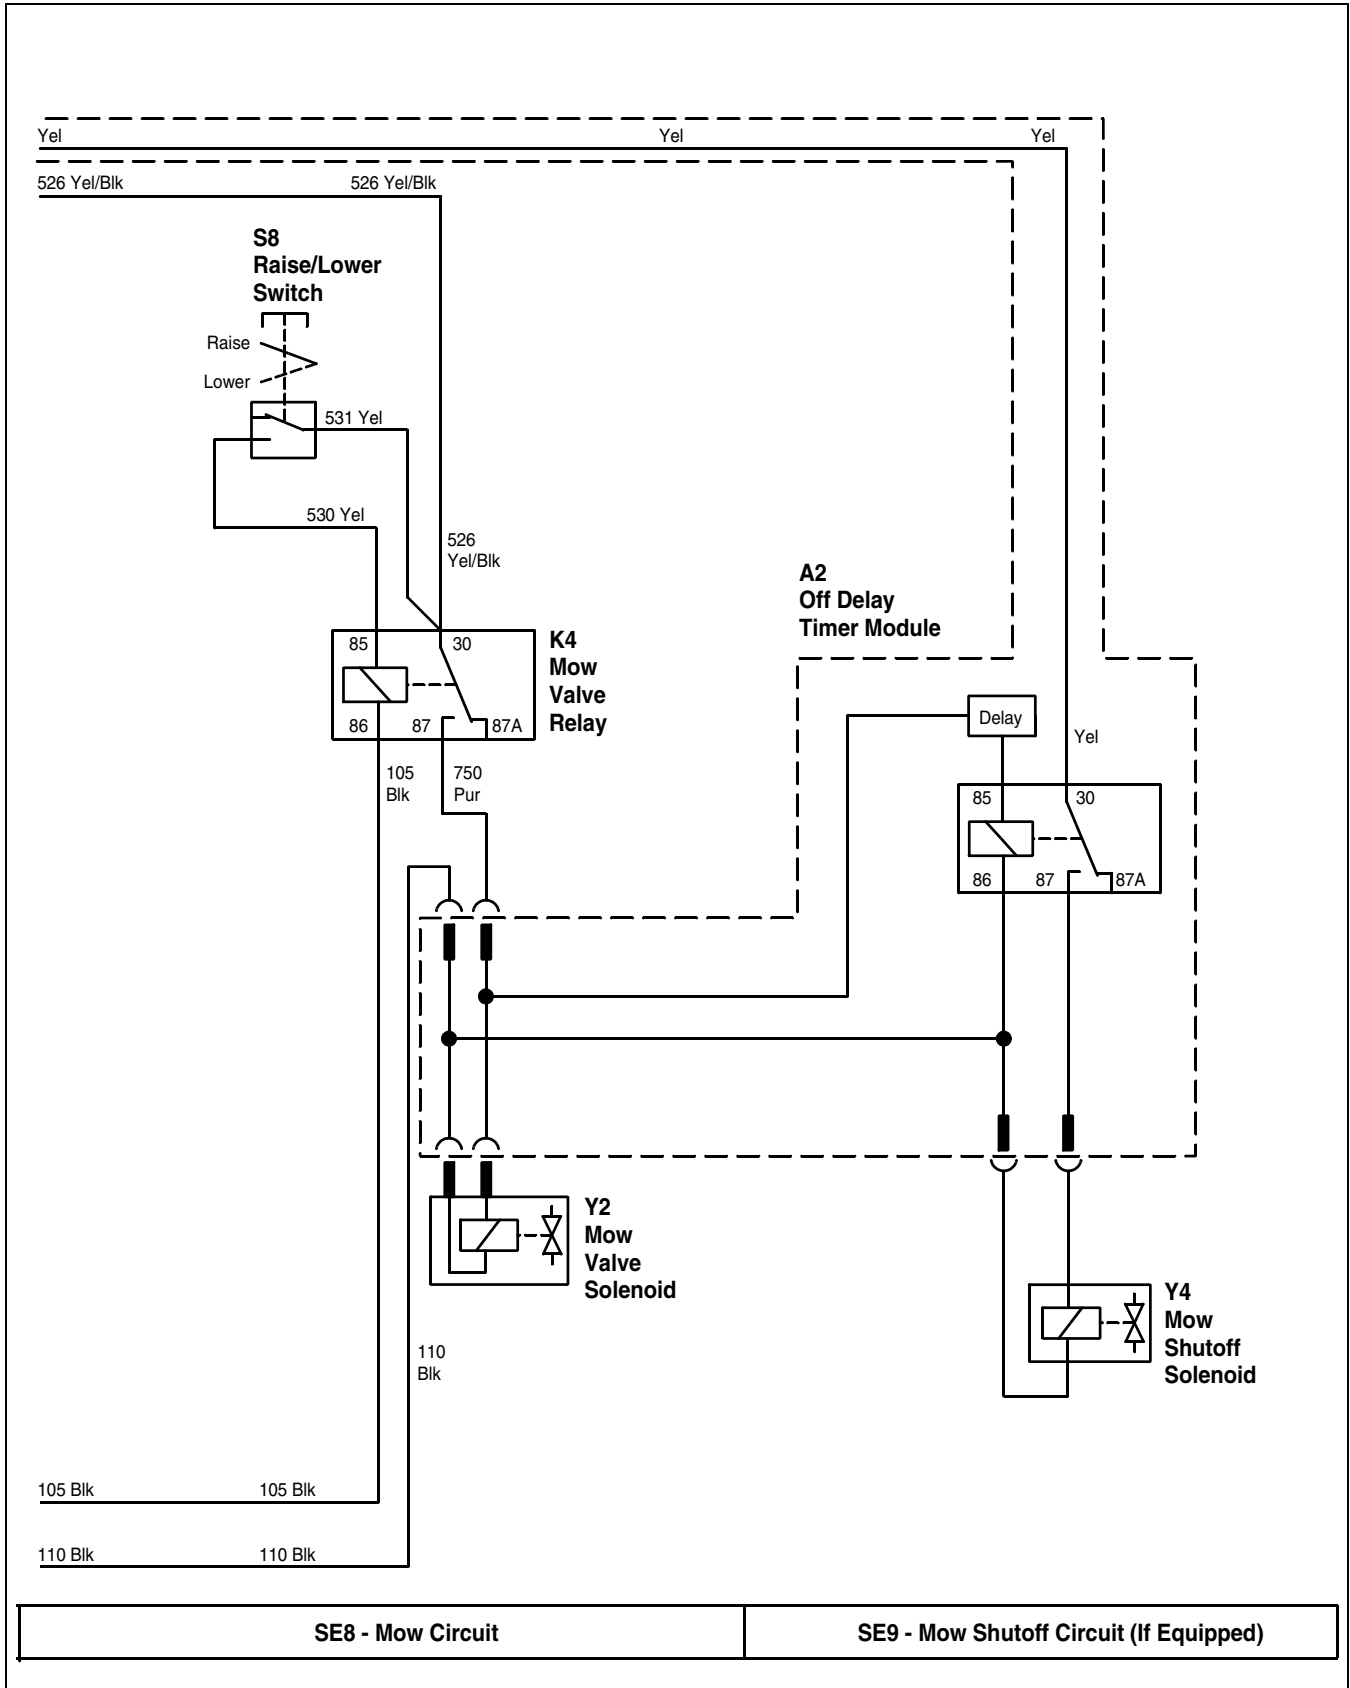 Yel
Yel
Yel
526 Yel/Blk
526 Yel/Blk
S8
Raise/Lower
Switch
Raise
Lower
531 Yel
530 Yel
526
Yel/Blk
A2
Off Delay
Timer Module
85
30
86
87
87A
K4
Mow
Valve
Relay
Delay
Yel
105
Blk
750
Pur
85
30
86
87
87A
Y2
Mow
Valve
Solenoid
Y4
Mow
Shutoff
Solenoid
110
Blk
105 Blk
105 Blk
110 Blk
110 Blk
SE8 - Mow Circuit
SE9 - Mow Shutoff Circuit (If Equipped)